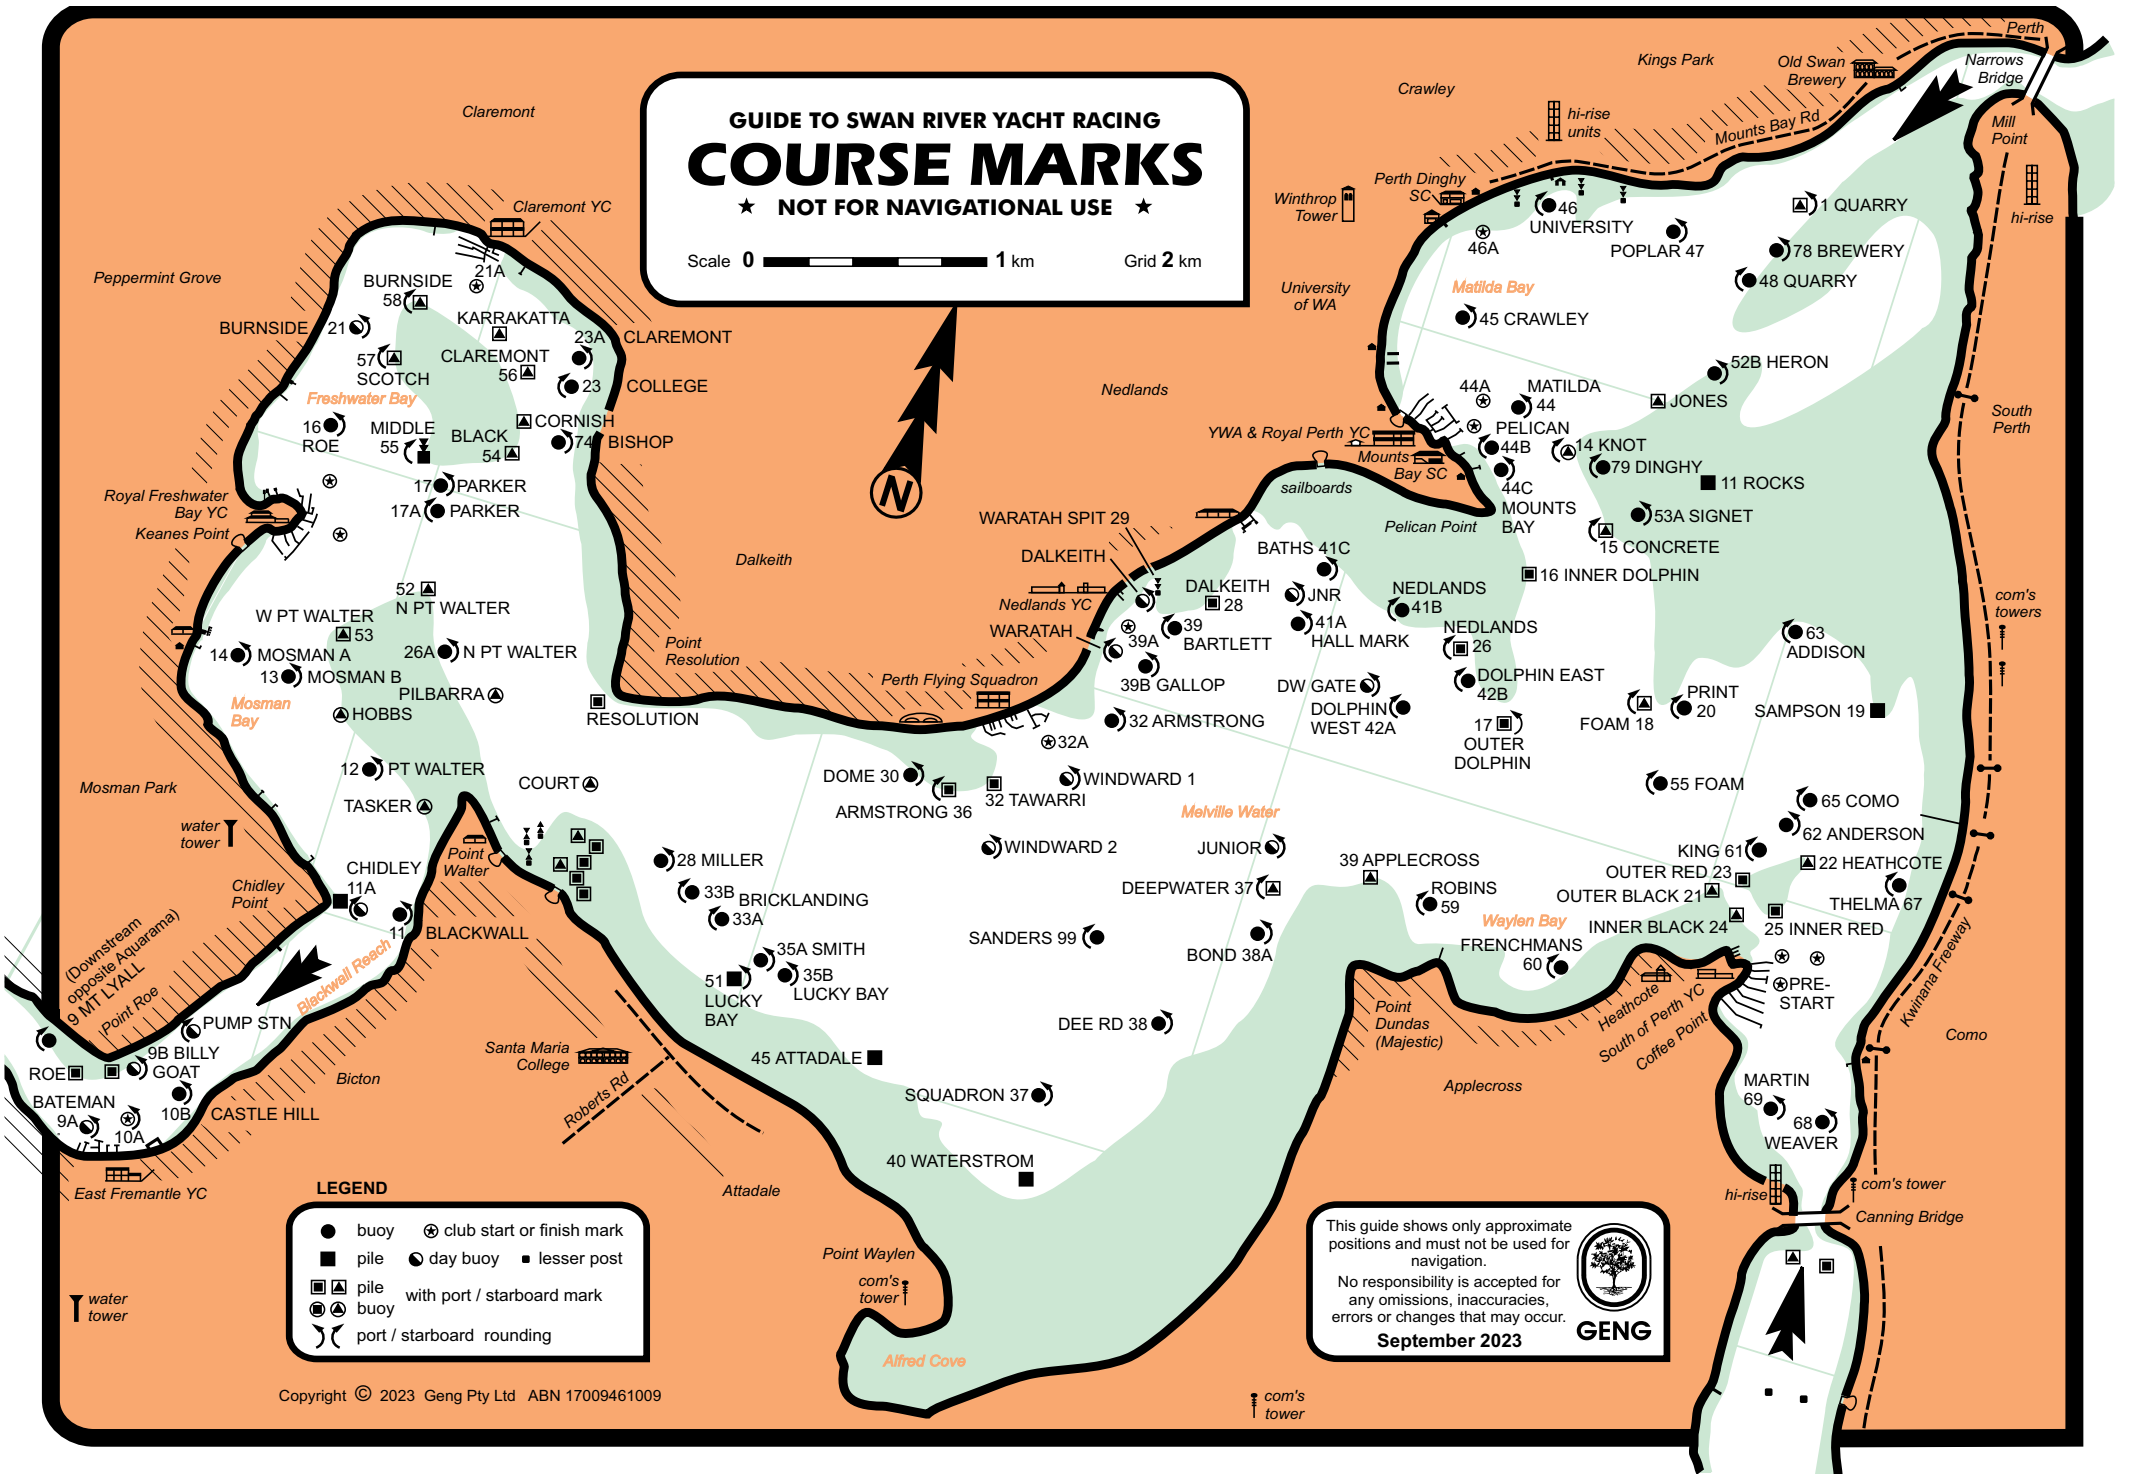 GUIDE TO SWAN RIVER YACHT RACING
COURSE MARKS
★ NOT FOR NAVIGATIONAL USE ★
Scale 0 1 km Grid 2 km
N
Claremont
Claremont YC
Peppermint Grove
21A
BURNSIDE
58
BURNSIDE 21
KARRAKATTA
23A CLAREMONT
57
SCOTCH
CLAREMONT
56
23 COLLEGE
Freshwater Bay
16
ROE
MIDDLE
55
CORNISH
BLACK
54
74 BISHOP
17 PARKER
17A PARKER
Royal Freshwater
Bay YC
Keanes Point
52
N PT WALTER
W PT WALTER
53
14 MOSMAN A
13 MOSMAN B
26A N PT WALTER
PILBARRA
Mosman
Bay
HOBBS
RESOLUTION
Point
Resolution
Dalkeith
12 PT WALTER
TASKER
COURT
Mosman Park
water
tower
Point
Walter
CHIDLEY
11A
Chidley
Point
11 BLACKWALL
Blackwall Reach
(Downstream
opposite Aquarama)
9 MT LYALL
Point Roe
PUMP STN
9B BILLY
GOAT
ROE
BATEMAN
9A
10A
10B CASTLE HILL
East Fremantle YC
Bicton
Santa Maria
College
Roberts Rd
Attadale
Crawley
Kings Park
Perth
Old Swan
Brewery
Narrows
Bridge
Mill
Point
hi-rise
units
Mounts Bay Rd
hi-rise
Perth Dinghy
SC
Winthrop
Tower
46
UNIVERSITY
46A
POPLAR 47
1 QUARRY
78 BREWERY
48 QUARRY
University
of WA
Matilda Bay
45 CRAWLEY
52B HERON
Nedlands
44A
MATILDA
44
JONES
South
Perth
YWA & Royal Perth YC
Mounts
Bay SC
PELICAN
44B
14 KNOT
79 DINGHY
44C
MOUNTS
BAY
11 ROCKS
53A SIGNET
15 CONCRETE
16 INNER DOLPHIN
sailboards
Pelican Point
WARATAH SPIT 29
DALKEITH
Nedlands YC
WARATAH
BATHS 41C
DALKEITH
28
JNR
NEDLANDS
41B
39A
39
BARTLETT
41A
HALL MARK
NEDLANDS
26
39B GALLOP
DW GATE
DOLPHIN EAST
42B
DOLPHIN
WEST 42A
17
OUTER
DOLPHIN
63
ADDISON
com's
towers
PRINT
20
FOAM 18
SAMPSON 19
Perth Flying Squadron
32 ARMSTRONG
32A
DOME 30
ARMSTRONG 36
32 TAWARRI
WINDWARD 1
Melville Water
WINDWARD 2
JUNIOR
55 FOAM
65 COMO
62 ANDERSON
KING 61
22 HEATHCOTE
OUTER RED 23
OUTER BLACK 21
THELMA 67
INNER BLACK 24
25 INNER RED
28 MILLER
33B
BRICKLANDING
33A
DEEPWATER 37
39 APPLECROSS
ROBINS
59
Waylen Bay
FRENCHMANS
60
SANDERS 99
BOND 38A
35A SMITH
35B
LUCKY BAY
51
LUCKY
BAY
PRE-
START
Kwinana Freeway
Como
Heathcote
South of Perth YC
Coffee Point
Point
Dundas
(Majestic)
Applecross
DEE RD 38
45 ATTADALE
SQUADRON 37
40 WATERSTROM
MARTIN
69
68
WEAVER
hi-rise
com's tower
Canning Bridge
Point Waylen
com's
tower
Alfred Cove
com's
tower
water
tower
LEGEND
buoy club start or finish mark
pile day buoy lesser post
pile
buoy with port / starboard mark
port / starboard rounding
Copyright © 2023 Geng Pty Ltd ABN 17009461009
This guide shows only approximate
positions and must not be used for
navigation.
No responsibility is accepted for
any omissions, inaccuracies,
errors or changes that may occur.
September 2023
GENG